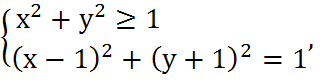 x² + y² ≥ 1
(x − 1)² + (y + 1)² = 1,